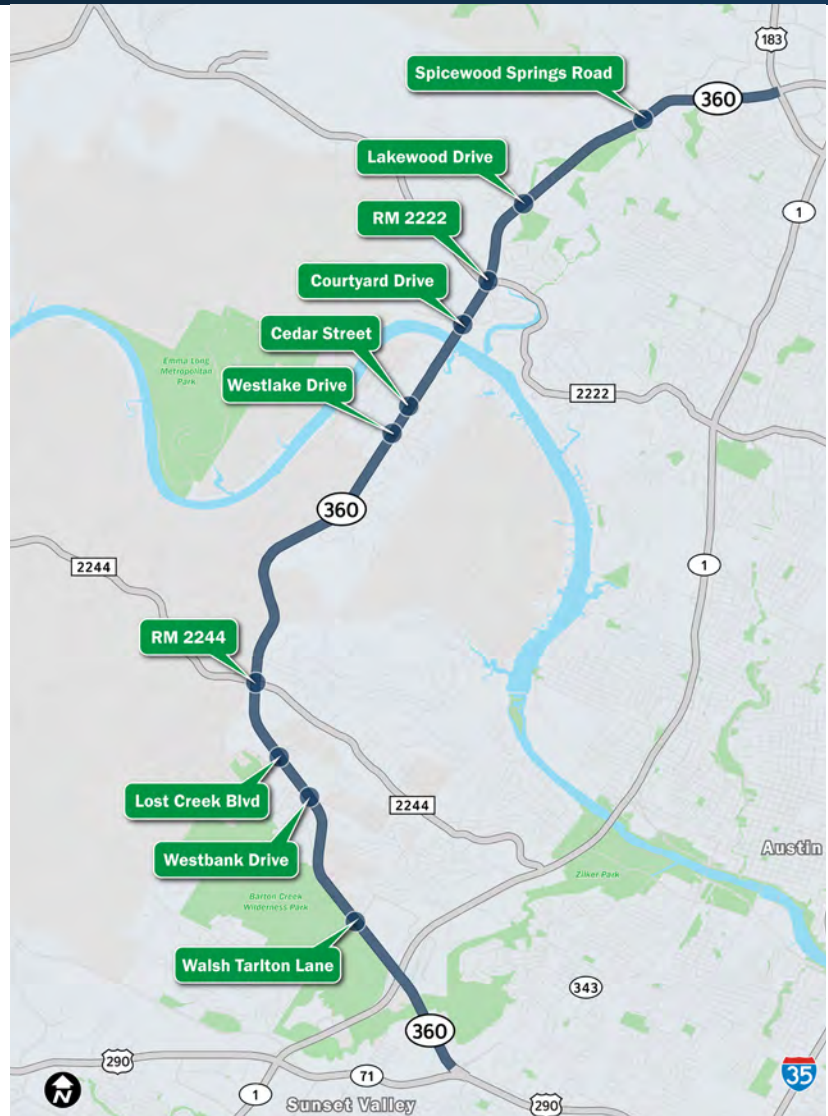 183
Spicewood Springs Road
360
Lakewood Drive
1
RM 2222
Courtyard Drive
Cedar Street
Emma Long
Metropolitan
Park
Westlake Drive
2222
360
2244
1
RM 2244
Lost Creek Blvd
2244
Westbank Drive
Austin
Zilker Park
Barton Creek
Wilderness Park
Walsh Tarlton Lane
343
360
290
71
35
N
1
Sunset Valley
290